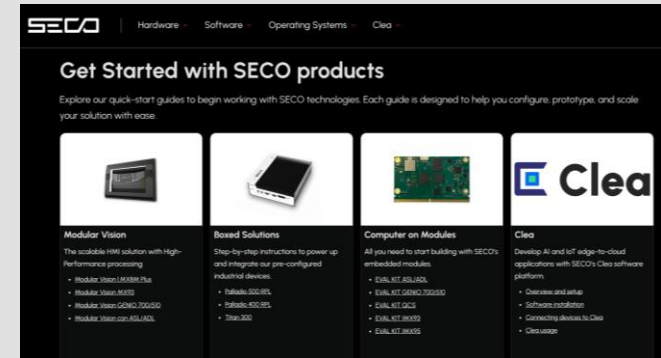 SECO
Hardware
Software
Operating Systems
Clea
Get Started with SECO products
Explore our quick-start guides to begin working with SECO technologies. Each guide is designed to help you configure, prototype, and scale
your solution with ease.
Modular Vision
The scalable HMI solution with High-
Performance processing
• Modular Vision I.MX8M Plus
• Modular Vision MX93
• Modular Vision GENIO 700/510
• Modular Vision con ASL/ADL
Boxed Solutions
Step-by-step instructions to power up
and integrate our pre-configured
industrial devices.
• Palladio 500 RPL
• Palladio 400 RPL
• Titan 300
Computer on Modules
All you need to start building with SECO's
embedded modules.
• EVAL KIT ASL/ADL
• EVAL KIT GENIO 700/510
• EVAL KIT QCS
• EVAL KIT IMX93
• EVAL KIT IMX95
Clea
Clea
Develop AI and IoT edge-to-cloud
applications with SECO's Clea software
platform.
• Overview and setup
• Software installation
• Connecting devices to Clea
• Clea usage